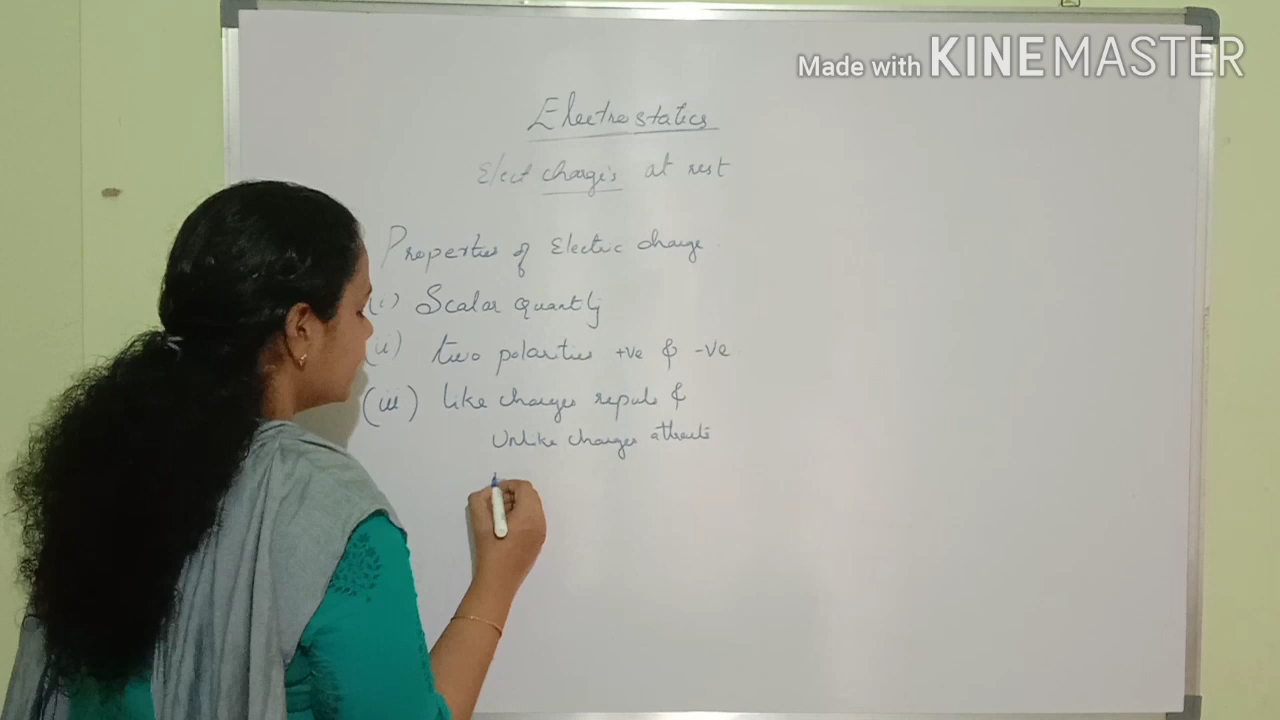 Made with KINEMASTER
Electrostatics
Elect charges at rest
Properties of Electric charge
(i) Scalar quantity
(ii) two polarities +ve & -ve
(iii) like charges repels &
Unlike charges attracts